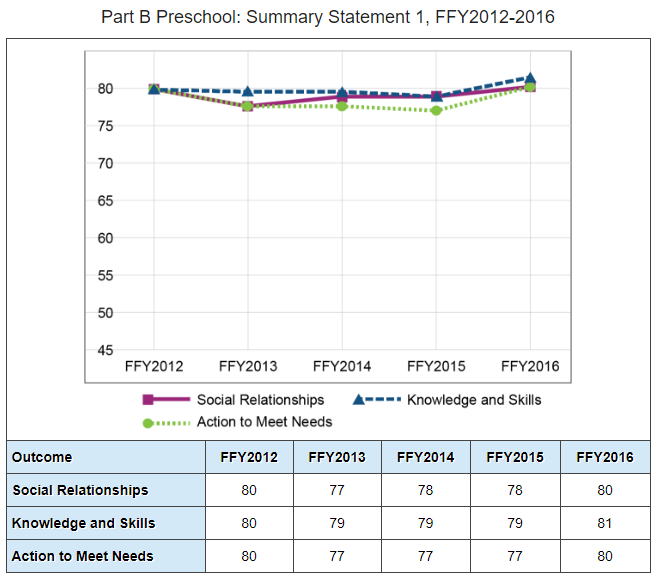 Part B Preschool: Summary Statement 1, FFY2012-2016
80
75
70
65
60
55
50
45
FFY2012 FFY2013 FFY2014 FFY2015 FFY2016
Social Relationships Knowledge and Skills
Action to Meet Needs
Outcome FFY2012 FFY2013 FFY2014 FFY2015 FFY2016
Social Relationships 80 77 78 78 80
Knowledge and Skills 80 79 79 79 81
Action to Meet Needs 80 77 77 77 80